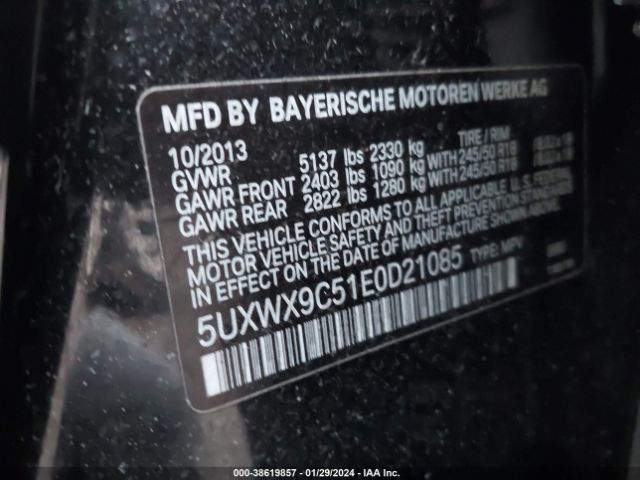 MFD BY BAYERISCHE MOTOREN WERKE AG
10/2013 TIRE / RIM
GVWR 5137 lbs 2330 kg
GAWR FRONT 2403 lbs 1090 kg WITH 245/50 R18
GAWR REAR 2822 lbs 1280 kg WITH 245/50 R18
THIS VEHICLE CONFORMS TO ALL APPLICABLE U.S. FEDERAL
MOTOR VEHICLE SAFETY AND THEFT PREVENTION STANDARDS
IN EFFECT ON THE DATE OF MANUFACTURE SHOWN ABOVE.
5UXWX9C51E0D21085 TYPE: MPV
000-38619857 - 01/29/2024 - IAA Inc.